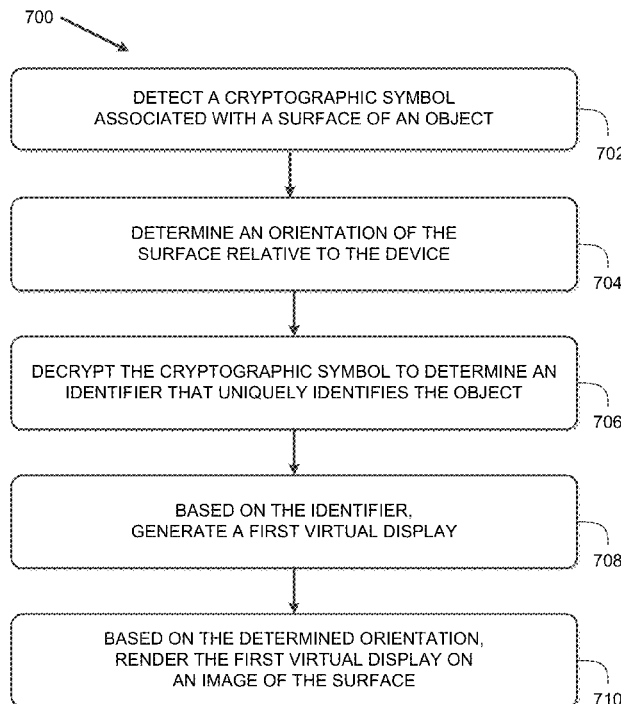 700
DETECT A CRYPTOGRAPHIC SYMBOL
ASSOCIATED WITH A SURFACE OF AN OBJECT
702
DETERMINE AN ORIENTATION OF THE
SURFACE RELATIVE TO THE DEVICE
704
DECRYPT THE CRYPTOGRAPHIC SYMBOL TO DETERMINE AN
IDENTIFIER THAT UNIQUELY IDENTIFIES THE OBJECT
706
BASED ON THE IDENTIFIER,
GENERATE A FIRST VIRTUAL DISPLAY
708
BASED ON THE DETERMINED ORIENTATION,
RENDER THE FIRST VIRTUAL DISPLAY ON
AN IMAGE OF THE SURFACE
710